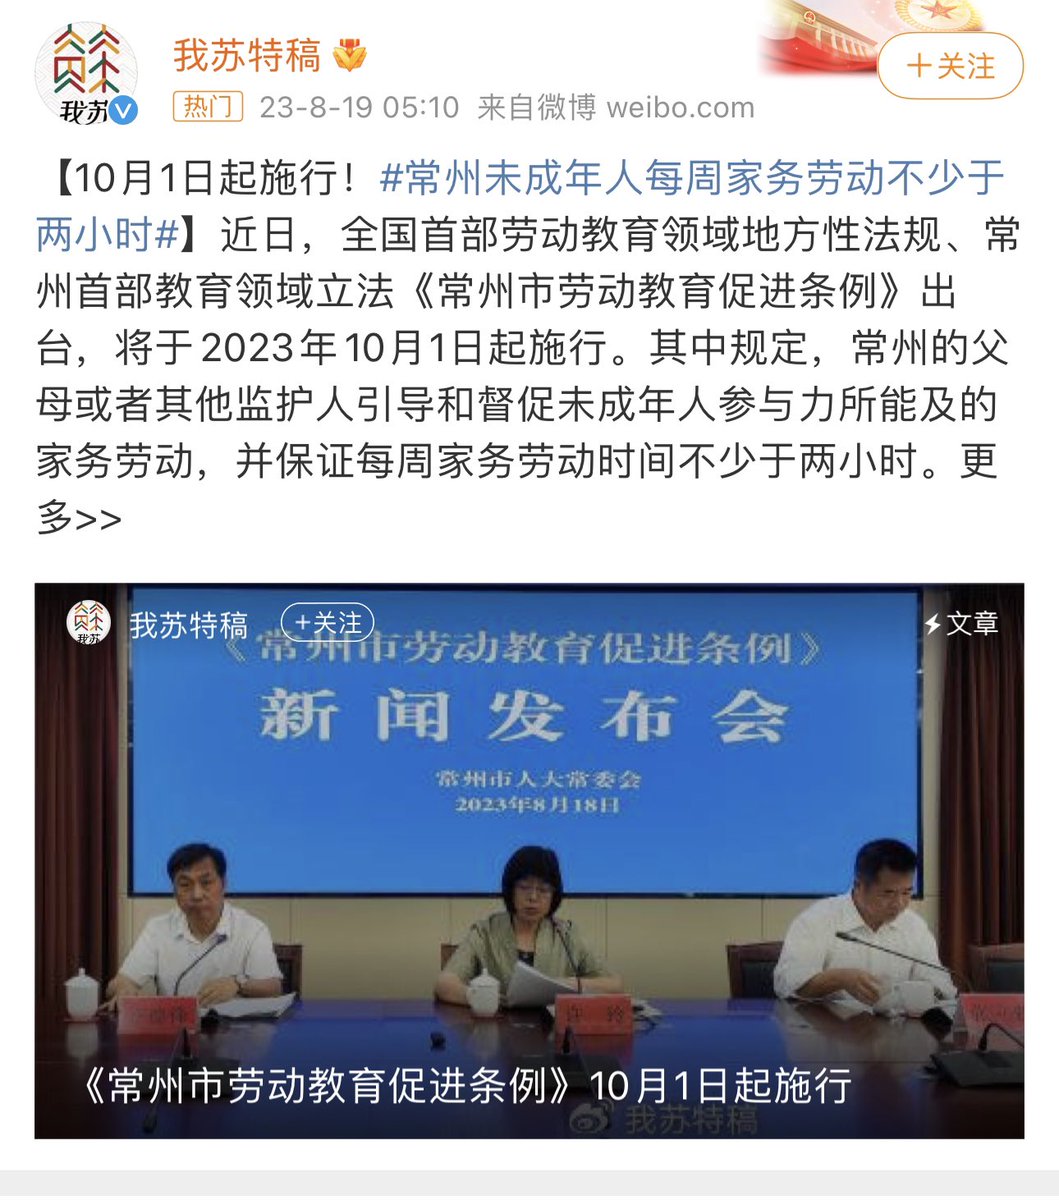 我苏特稿
我苏
+关注
热门 23-8-19 05:10 来自微博 weibo.com
【10月1日起施行！#常州未成年人每周家务劳动不少于
两小时#】近日，全国首部劳动教育领域地方性法规、常
州首部教育领域立法《常州市劳动教育促进条例》出
台，将于2023年10月1日起施行。其中规定，常州的父
母或者其他监护人引导和督促未成年人参与力所能及的
家务劳动，并保证每周家务劳动时间不少于两小时。更
多>>
我苏
我苏特稿
+关注
文章
《常州市劳动教育促进条例》
新闻发布会
常州市人大常委会
2023年8月18日
许 玲
《常州市劳动教育促进条例》10月1日起施行
我苏特稿